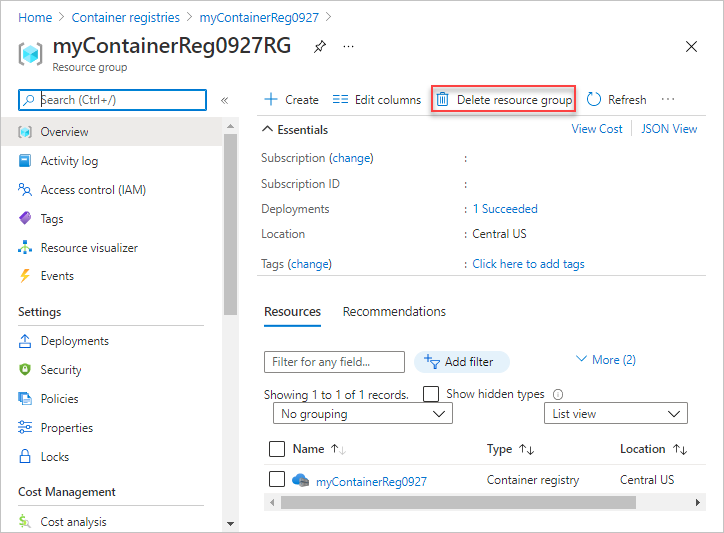 Home > Container registries > myContainerReg0927 >
myContainerReg0927RG ···
Resource group
Search (Ctrl+/) «
Overview
Activity log
Access control (IAM)
Tags
Resource visualizer
Events
Settings
Deployments
Security
Policies
Properties
Locks
Cost Management
Cost analysis
+ Create Edit columns Delete resource group Refresh ···
Essentials View Cost JSON View
Subscription (change) :
Subscription ID :
Deployments : 1 Succeeded
Location : Central US
Tags (change) : Click here to add tags
Resources Recommendations
Filter for any field... Add filter More (2)
Showing 1 to 1 of 1 records. Show hidden types
No grouping List view
Name ↑↓ Type ↑↓ Location ↑↓
myContainerReg0927 Container registry Central US